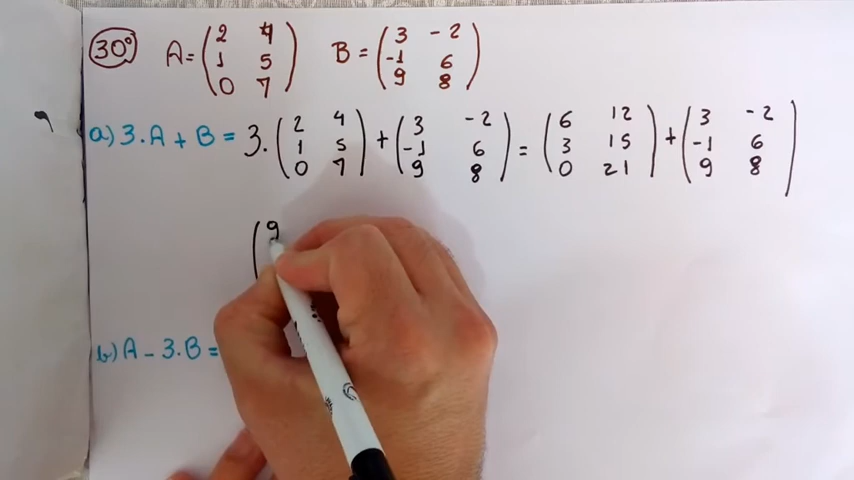 30º A= (2 4 B = (3 -2
1 5 -1 6
0 7) 9 8)
a) 3.A + B = 3. (2 4 + (3 -2 = (6 12 + (3 -2
1 5 -1 6 3 15 -1 6
0 7) 9 8) 0 21) 9 8)
(9
b) A - 3.B =